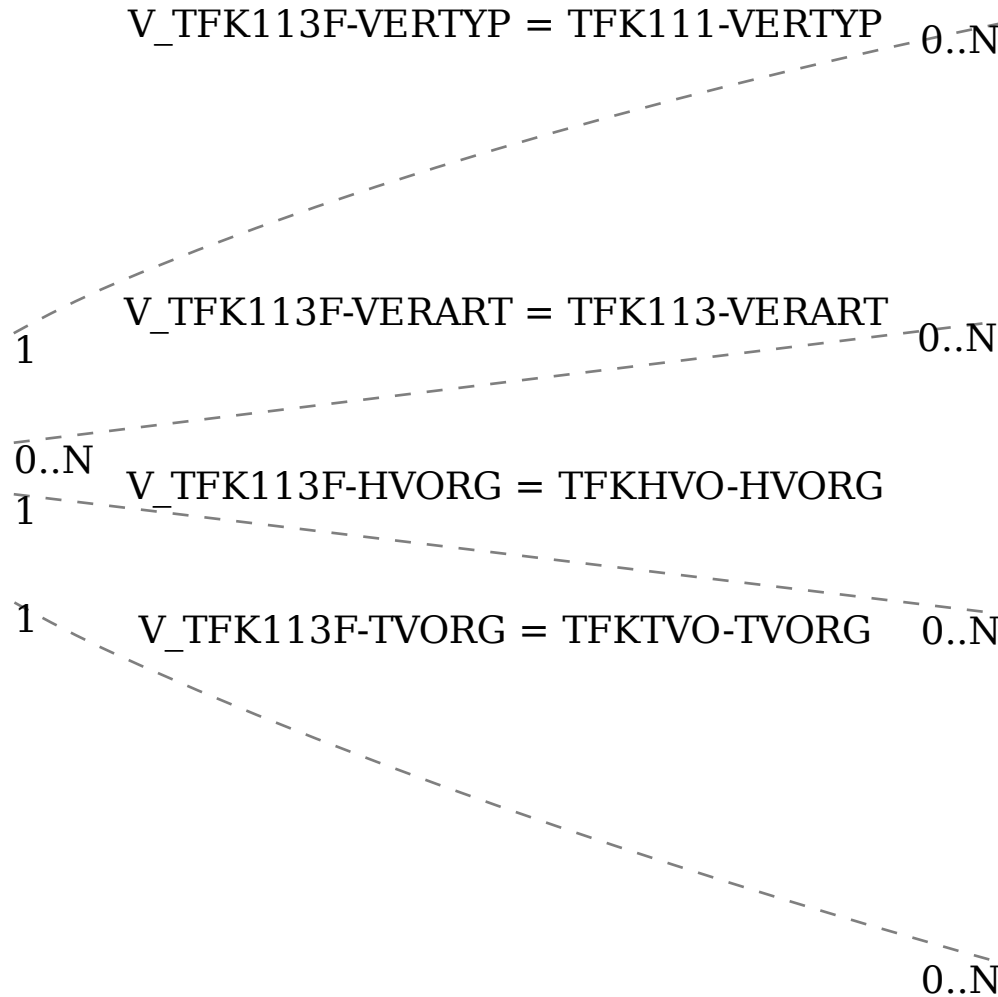 V_TFK113F-VERTYP = TFK111-VERTYP
0..N
1
V_TFK113F-VERART = TFK113-VERART
0..N
0..N
V_TFK113F-HVORG = TFKHVO-HVORG
1
1
V_TFK113F-TVORG = TFKTVO-TVORG
0..N
0..N